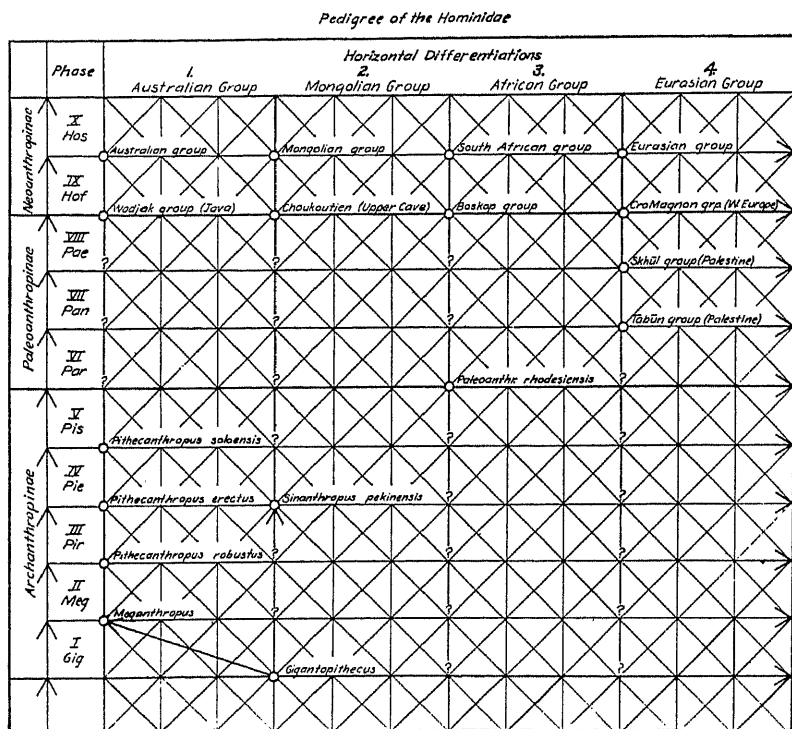 Pedigree of the Hominidae
Phase
Horizontal Differentiations
1. 2. 3. 4.
Australian Group Mongolian Group African Group Eurasian Group
Neoanthropinae
X
Hos
Australian group Mongolian group South African group Eurasian group
IX
Hof
Wadjak group (Java) Choukoutien (Upper Cave) Boskop group CroMagnon grp. (W. Europe)
Paleoanthropinae
VIII
Pae
? ? ? Skhūl group (Palestine)
VII
Pan
? ? ? Tabūn group (Palestine)
VI
Par
? ? Paleoanthr. rhodesiensis ?
Archanthropinae
V
Pis
Pithecanthropus soloensis ? ? ?
IV
Pie
Pithecanthropus erectus Sinanthropus pekinensis ? ?
III
Pir
Pithecanthropus robustus ? ? ?
II
Meg
Meganthropus ? ? ?
I
Gig
Gigantopithecus ? ?